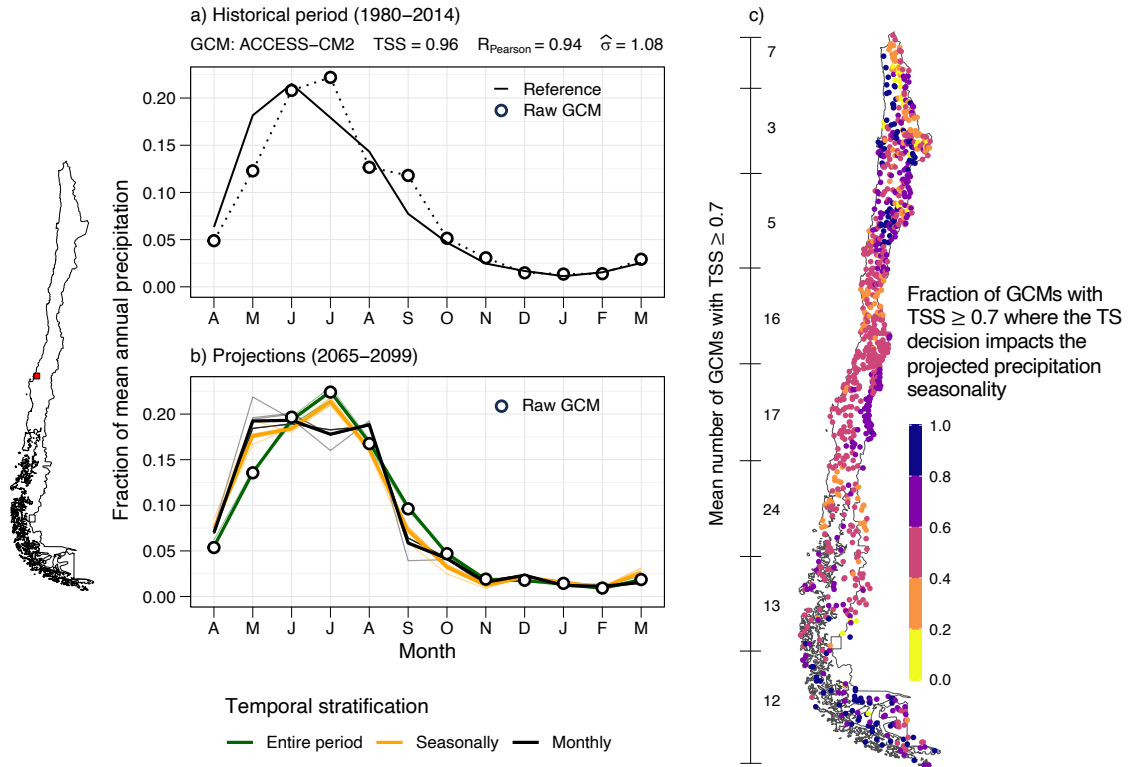 a) Historical period (1980−2014)
GCM: ACCESS−CM2 TSS = 0.96 R_Pearson = 0.94 σ̂ = 1.08
Fraction of mean annual precipitation
0.20
0.15
0.10
0.05
0.00
Reference
Raw GCM
A M J J A S O N D J F M
b) Projections (2065−2099)
0.20
0.15
0.10
0.05
0.00
Raw GCM
A M J J A S O N D J F M
Month
Temporal stratification
Entire period Seasonally Monthly
c)
Mean number of GCMs with TSS ≥ 0.7
7
3
5
16
17
24
13
12
Fraction of GCMs with
TSS ≥ 0.7 where the TS
decision impacts the
projected precipitation
seasonality
1.0
0.8
0.6
0.4
0.2
0.0